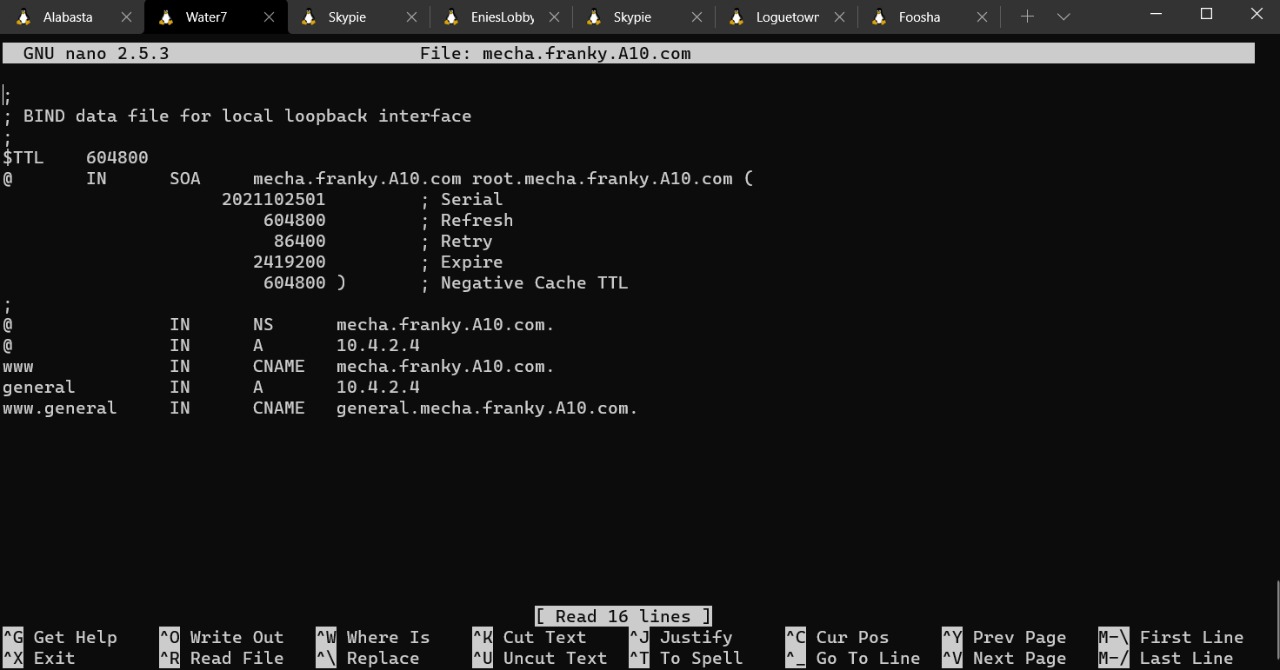 Alabasta Water7 Skypie EniesLobby Skypie Loguetown Foosha
GNU nano 2.5.3 File: mecha.franky.A10.com
;
; BIND data file for local loopback interface
;
$TTL 604800
@ IN SOA mecha.franky.A10.com root.mecha.franky.A10.com (
2021102501 ; Serial
604800 ; Refresh
86400 ; Retry
2419200 ; Expire
604800 ) ; Negative Cache TTL
;
@ IN NS mecha.franky.A10.com.
@ IN A 10.4.2.4
www IN CNAME mecha.franky.A10.com.
general IN A 10.4.2.4
www.general IN CNAME general.mecha.franky.A10.com.
[ Read 16 lines ]
^G Get Help ^O Write Out ^W Where Is ^K Cut Text ^J Justify ^C Cur Pos ^Y Prev Page M-\ First Line
^X Exit ^R Read File ^\ Replace ^U Uncut Text ^T To Spell ^_ Go To Line ^V Next Page M-/ Last Line